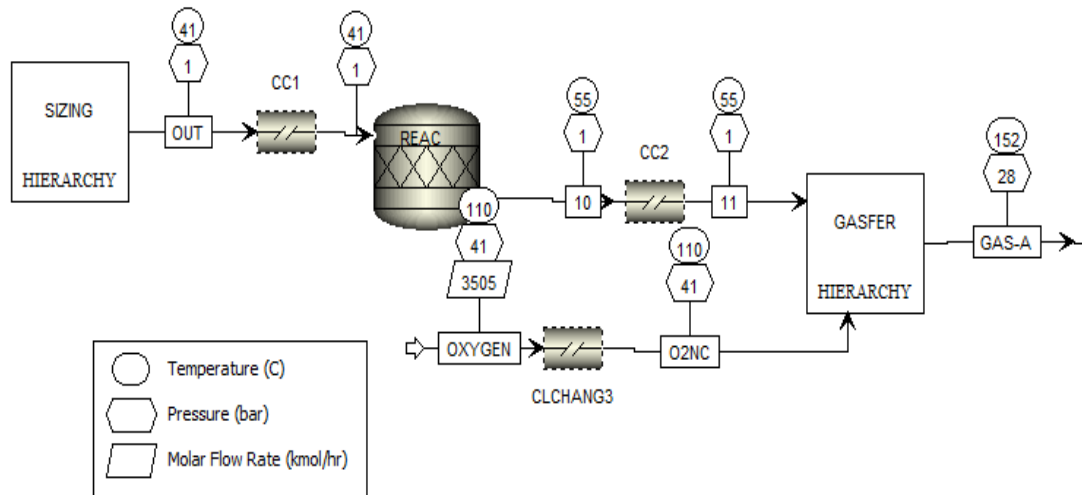 41
1
41
1
CC1
SIZING
HIERARCHY
OUT
REAC
55
1
55
1
CC2
10
11
152
28
GASFER
HIERARCHY
GAS-A
110
41
3505
110
41
OXYGEN
O2NC
CLCHANG3
Temperature (C)
Pressure (bar)
Molar Flow Rate (kmol/hr)